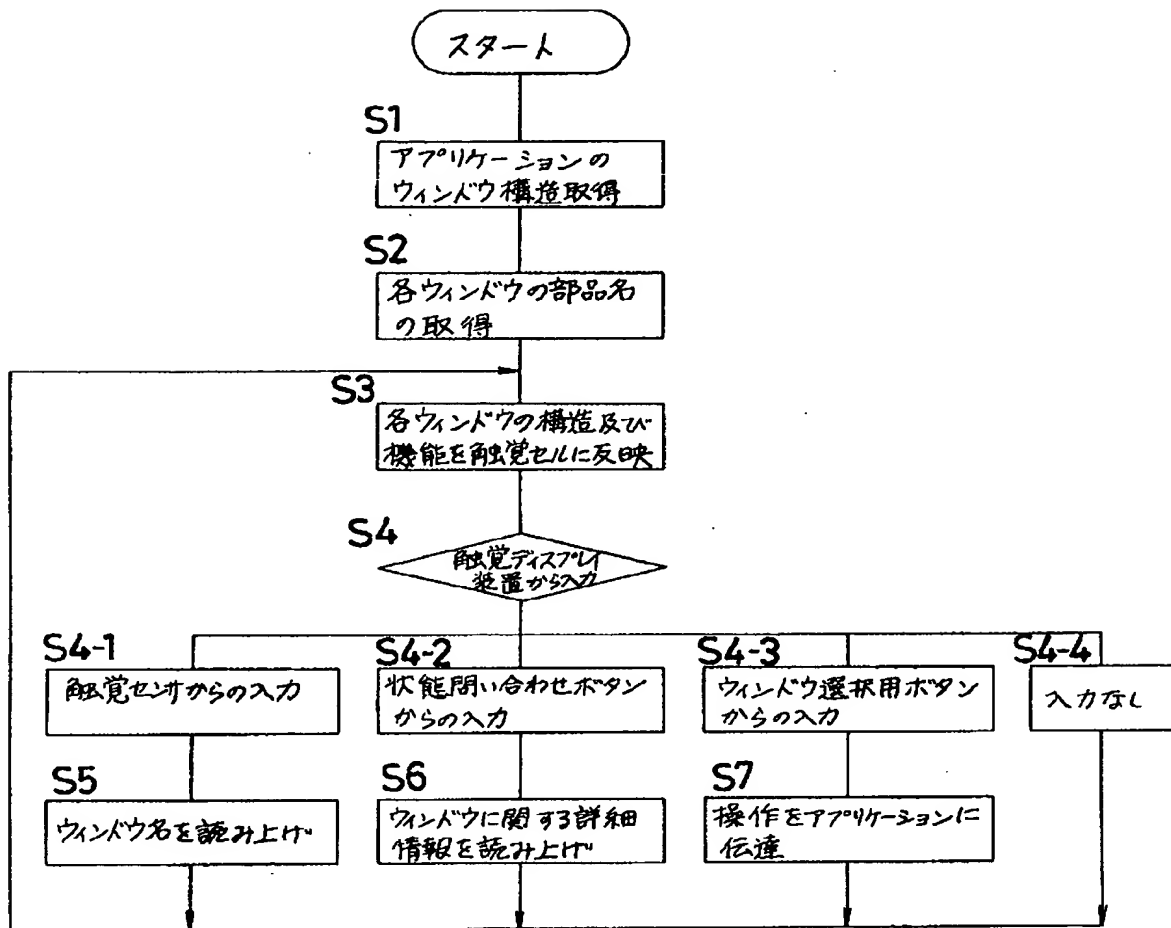 スタート
S1
アプリケーションの
ウィンドウ構造取得
S2
各ウィンドウの部品名
の取得
S3
各ウィンドウの構造及び
機能を触覚セルに反映
S4
触覚ディスプレイ
装置から入力
S4-1
触覚センサからの入力
S4-2
状態問い合わせボタン
からの入力
S4-3
ウィンドウ選択用ボタン
からの入力
S4-4
入力なし
S5
ウィンドウ名を読み上げ
S6
ウィンドウに関する詳細
情報を読み上げ
S7
操作をアプリケーションに
伝達